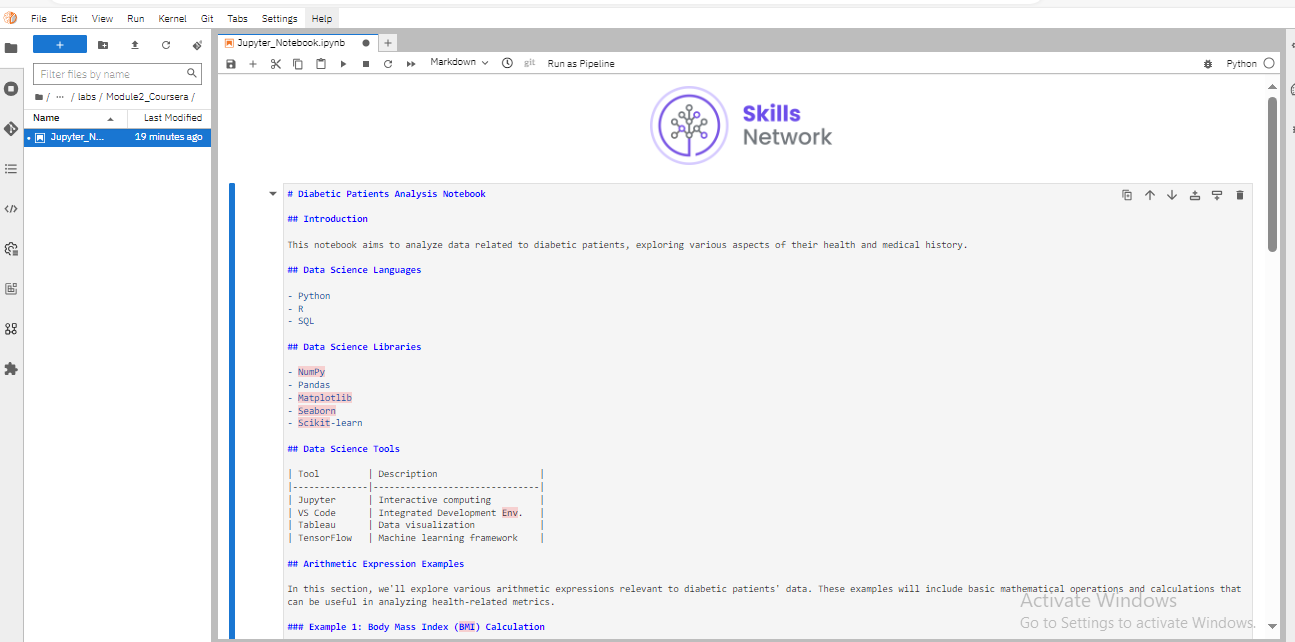 File Edit View Run Kernel Git Tabs Settings Help
+
Filter files by name
/ ··· / labs / Module2_Coursera /
Name Last Modified
Jupyter_N... 19 minutes ago
Jupyter_Notebook.ipynb
Markdown git Run as Pipeline Python
Skills
Network
# Diabetic Patients Analysis Notebook
## Introduction
This notebook aims to analyze data related to diabetic patients, exploring various aspects of their health and medical history.
## Data Science Languages
- Python
- R
- SQL
## Data Science Libraries
- NumPy
- Pandas
- Matplotlib
- Seaborn
- Scikit-learn
## Data Science Tools
| Tool | Description |
|--------------|-------------------------------|
| Jupyter | Interactive computing |
| VS Code | Integrated Development Env. |
| Tableau | Data visualization |
| TensorFlow | Machine learning framework |
## Arithmetic Expression Examples
In this section, we'll explore various arithmetic expressions relevant to diabetic patients' data. These examples will include basic mathematical operations and calculations that
can be useful in analyzing health-related metrics.
### Example 1: Body Mass Index (BMI) Calculation
Activate Windows
Go to Settings to activate Windows.